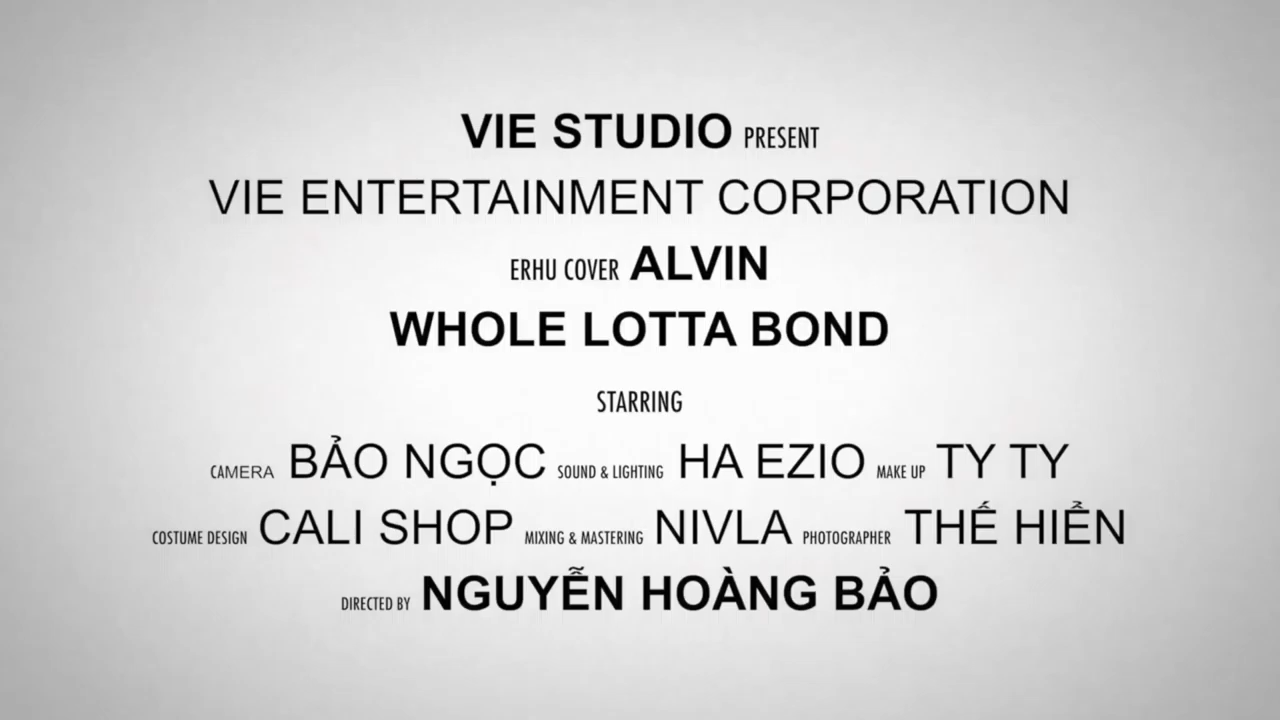 VIE STUDIO PRESENT
VIE ENTERTAINMENT CORPORATION
ERHU COVER ALVIN
WHOLE LOTTA BOND
STARRING
CAMERA BẢO NGỌC SOUND & LIGHTING HA EZIO MAKE UP TY TY
COSTUME DESIGN CALI SHOP MIXING & MASTERING NIVLA PHOTOGRAPHER THẾ HIỂN
DIRECTED BY NGUYỄN HOÀNG BẢO